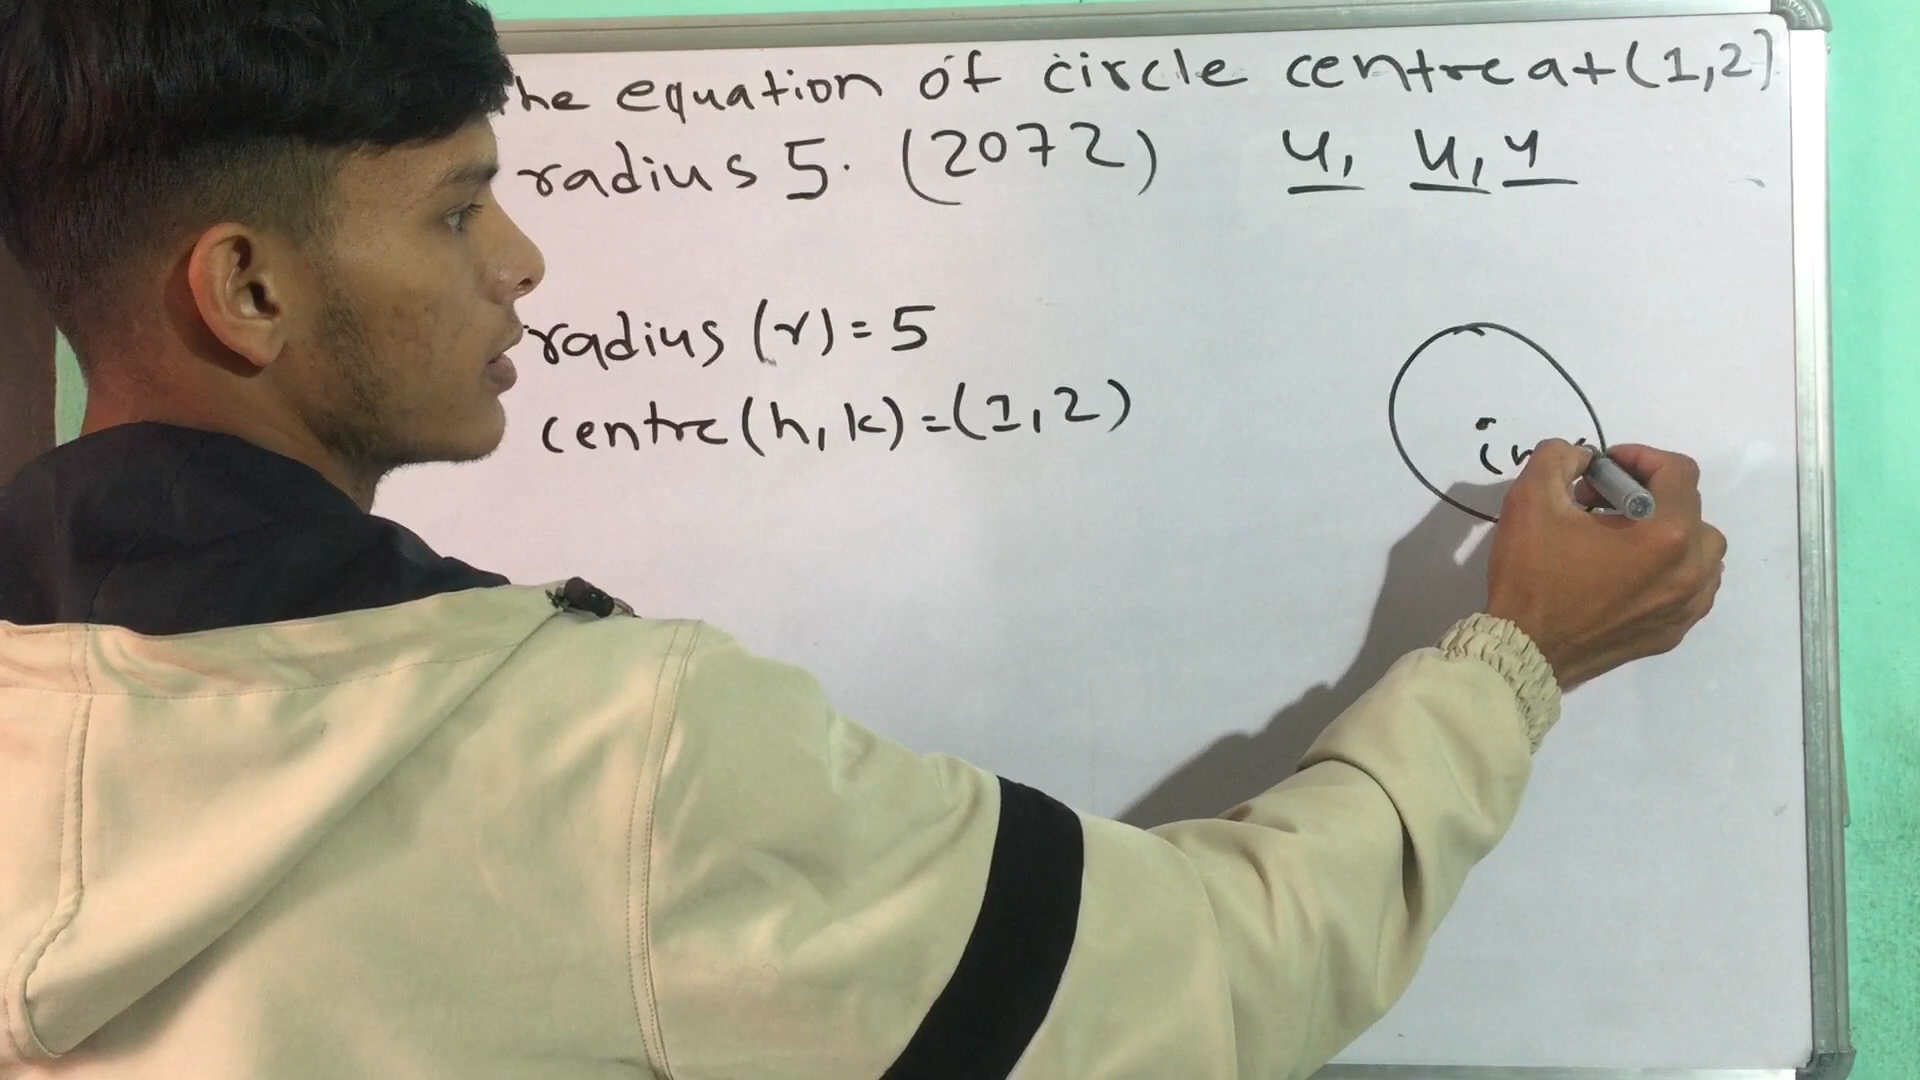 he equation of circle centre at (1,2)
radius 5. (2072) 4, 4, 4
radius (r) = 5
centre (h, k) = (1, 2)